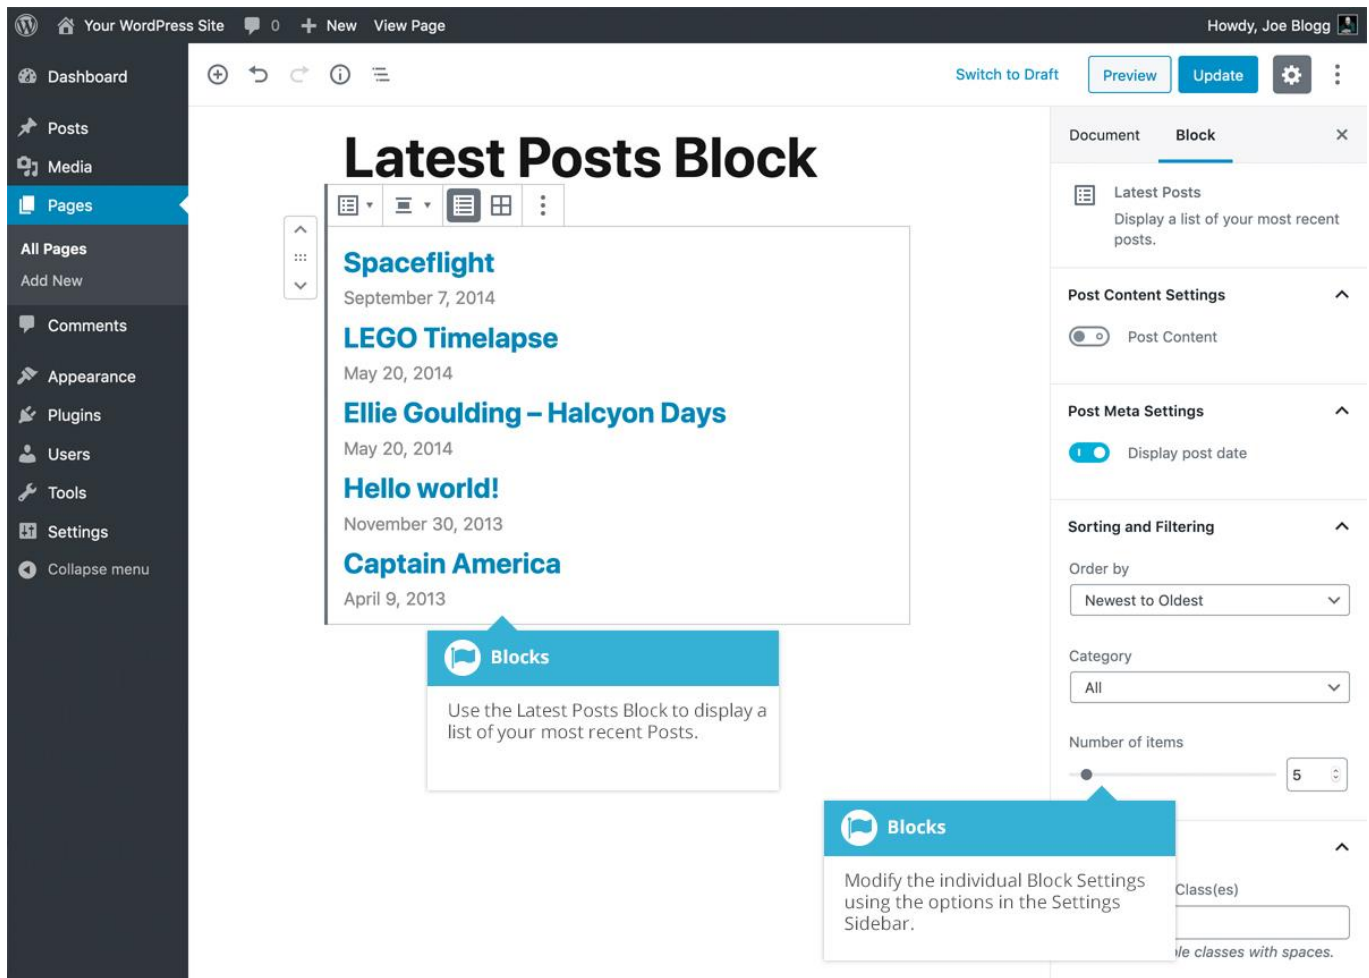 Your WordPress Site 0 New View Page Howdy, Joe Blogg
Dashboard
Posts
Media
Pages
All Pages
Add New
Comments
Appearance
Plugins
Users
Tools
Settings
Collapse menu
Switch to Draft Preview Update
Latest Posts Block
Spaceflight
September 7, 2014
LEGO Timelapse
May 20, 2014
Ellie Goulding – Halcyon Days
May 20, 2014
Hello world!
November 30, 2013
Captain America
April 9, 2013
Blocks
Use the Latest Posts Block to display a
list of your most recent Posts.
Document Block
Latest Posts
Display a list of your most recent
posts.
Post Content Settings
Post Content
Post Meta Settings
Display post date
Sorting and Filtering
Order by
Newest to Oldest
Category
All
Number of items
5
Blocks
Modify the individual Block Settings
using the options in the Settings
Sidebar.
Class(es)
classes with spaces.